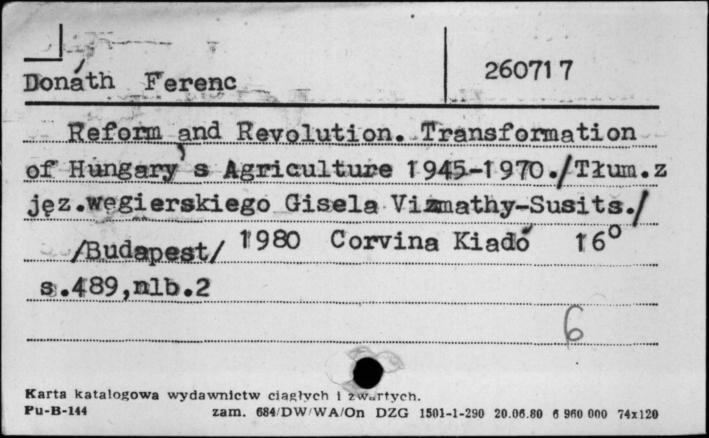 Donáth Ferenc
260717
Reform and Revolution. Transformation
of Hungary's Agriculture 1945-1970./Tłum.z
jęz.węgierskiego Gisela Vizmathy-Susits./
/Budapest/ 1980 Corvina Kiadó 16°
s.489,nlb.2
6
Karta katalogowa wydawnictw ciągłych i zwartych.
Pu-B-144 zam. 684/DW/WA/On DZG 1501-1-290 20.06.80 6 960 000 74x120